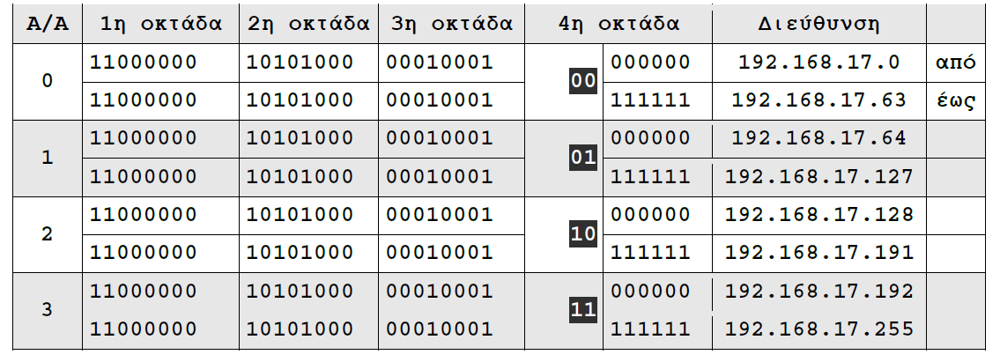 Α/Α 1η οκτάδα 2η οκτάδα 3η οκτάδα 4η οκτάδα Διεύθυνση
0 11000000 10101000 00010001 00 000000 192.168.17.0 από
11000000 10101000 00010001 111111 192.168.17.63 έως
1 11000000 10101000 00010001 01 000000 192.168.17.64
11000000 10101000 00010001 111111 192.168.17.127
2 11000000 10101000 00010001 10 000000 192.168.17.128
11000000 10101000 00010001 111111 192.168.17.191
3 11000000 10101000 00010001 11 000000 192.168.17.192
11000000 10101000 00010001 111111 192.168.17.255